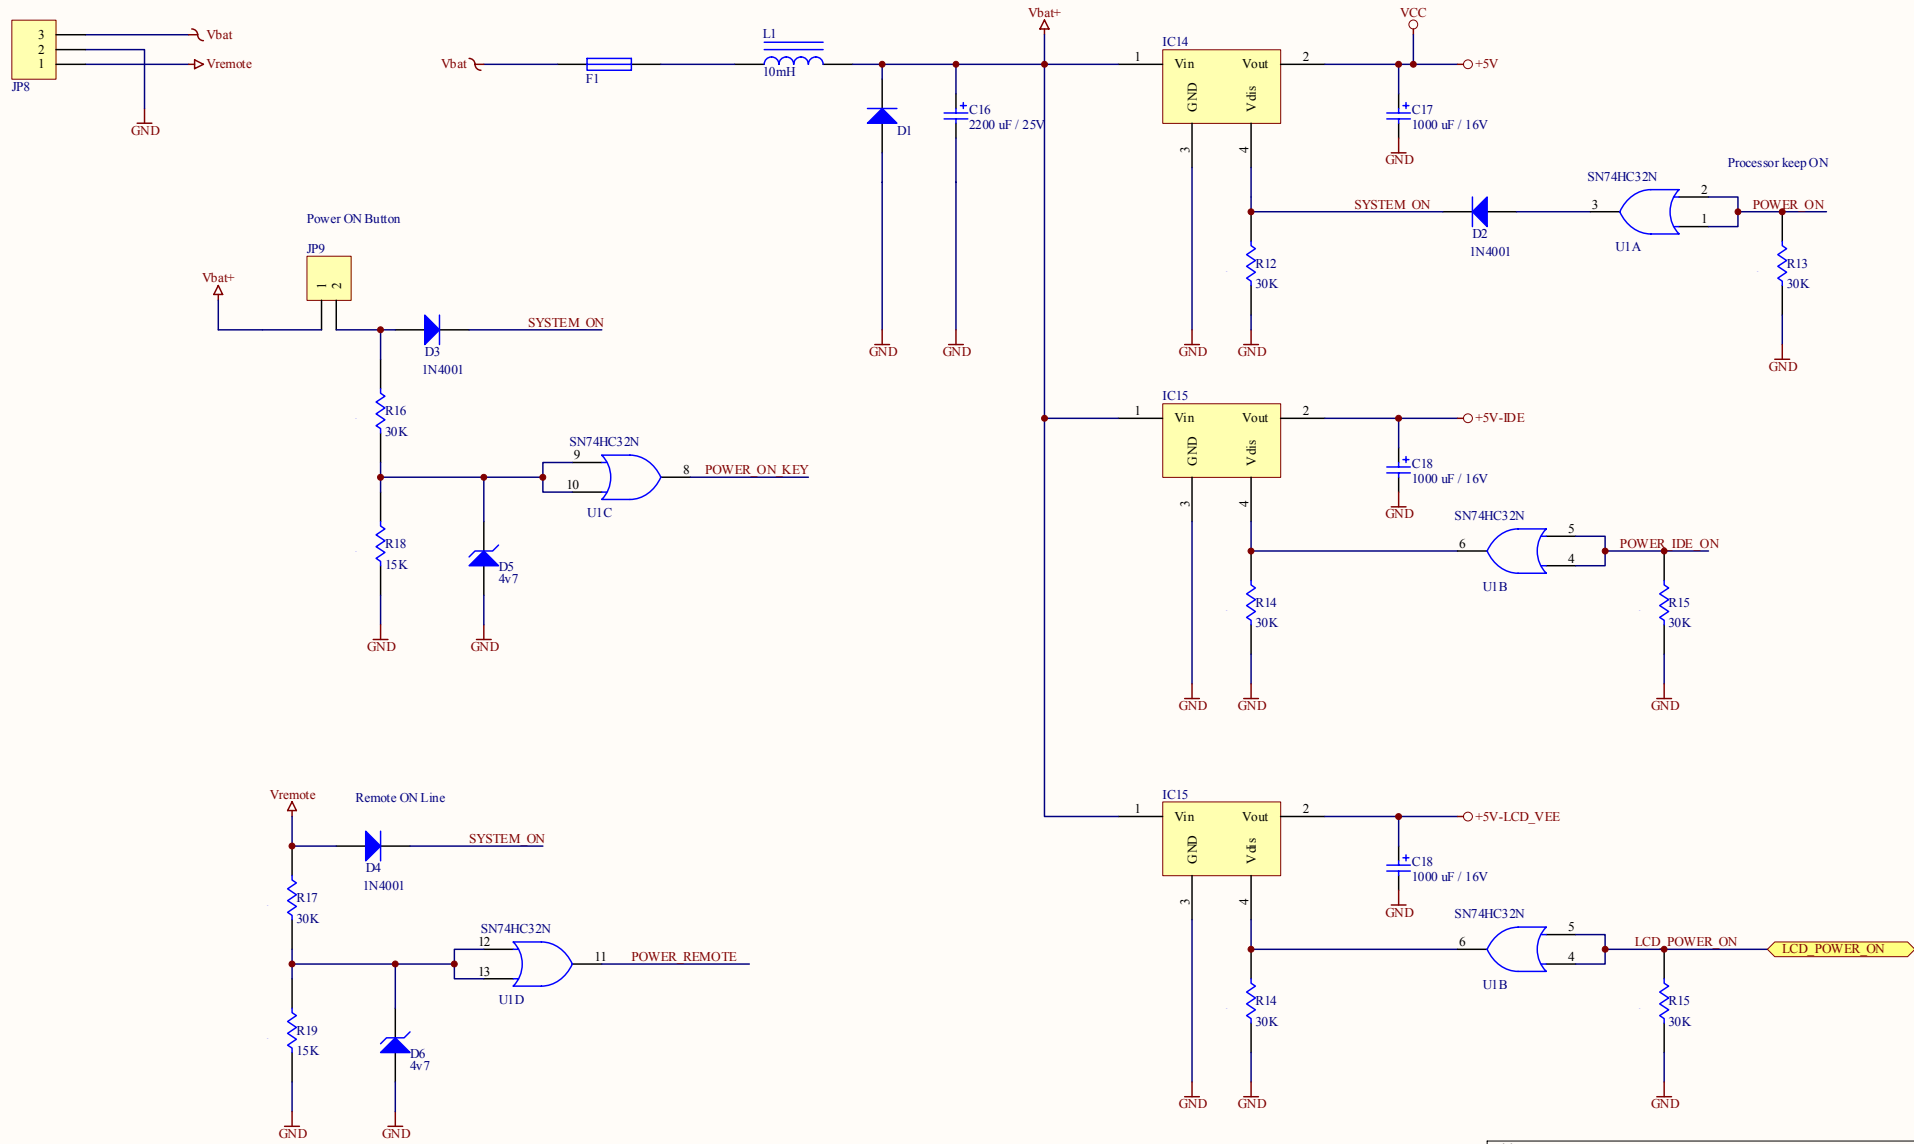 3
2
1
JP8
Vbat
Vremote
GND
Vbat
F1
L1
10mH
D1
GND
C16
2200 uF / 25V
GND
Vbat+
IC14
1
Vin
Vout
2
GND
Vdis
3
4
GND
VCC
+5V
C17
1000 uF / 16V
GND
SYSTEM_ON
R12
30K
GND
D2
1N4001
SN74HC32N
3
2
1
U1A
Processor keep ON
POWER_ON
R13
30K
GND
Power ON Button
JP9
1
2
Vbat+
D3
1N4001
SYSTEM_ON
R16
30K
R18
15K
GND
SN74HC32N
9
10
8
U1C
POWER_ON_KEY
D5
4v7
GND
IC15
1
Vin
Vout
2
GND
Vdis
3
4
GND
+5V-IDE
C18
1000 uF / 16V
GND
R14
30K
GND
SN74HC32N
6
5
4
U1B
POWER_IDE_ON
R15
30K
GND
Vremote
Remote ON Line
D4
1N4001
SYSTEM_ON
R17
30K
R19
15K
GND
SN74HC32N
12
13
11
U1D
POWER_REMOTE
D6
4v7
GND
IC15
1
Vin
Vout
2
GND
Vdis
3
4
GND
+5V-LCD_VEE
C18
1000 uF / 16V
GND
R14
30K
GND
SN74HC32N
6
5
4
U1B
LCD_POWER_ON
LCD_POWER_ON
R15
30K
GND